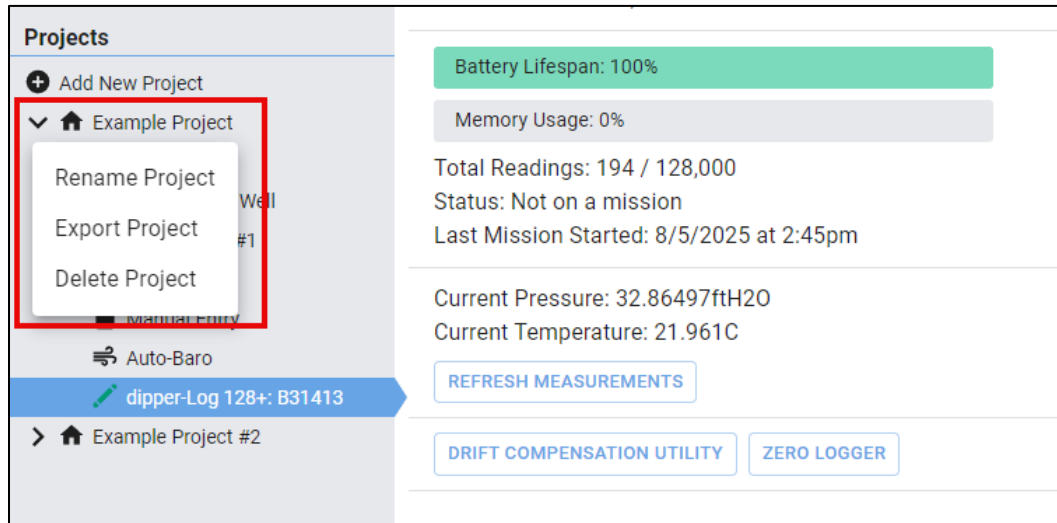 Projects
Add New Project
Example Project
Rename Project
Well
Export Project
#1
Delete Project
Manual Entry
Auto-Baro
dipper-Log 128+: B31413
Example Project #2
Battery Lifespan: 100%
Memory Usage: 0%
Total Readings: 194 / 128,000
Status: Not on a mission
Last Mission Started: 8/5/2025 at 2:45pm
Current Pressure: 32.86497ftH2O
Current Temperature: 21.961C
REFRESH MEASUREMENTS
DRIFT COMPENSATION UTILITY
ZERO LOGGER